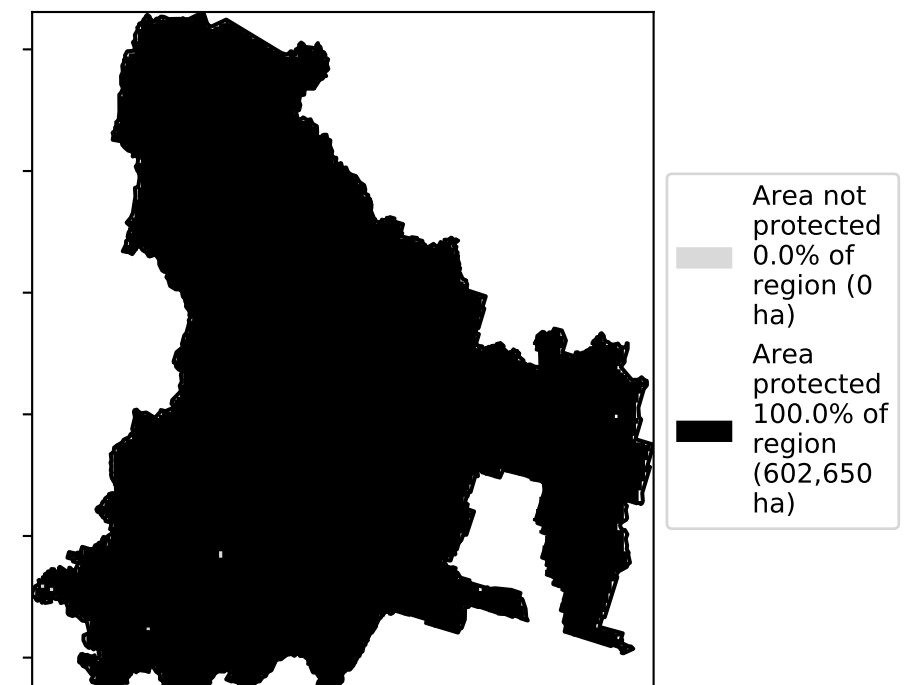 Area not
protected
0.0% of
region (0
ha)
Area
protected
100.0% of
region
(602,650
ha)